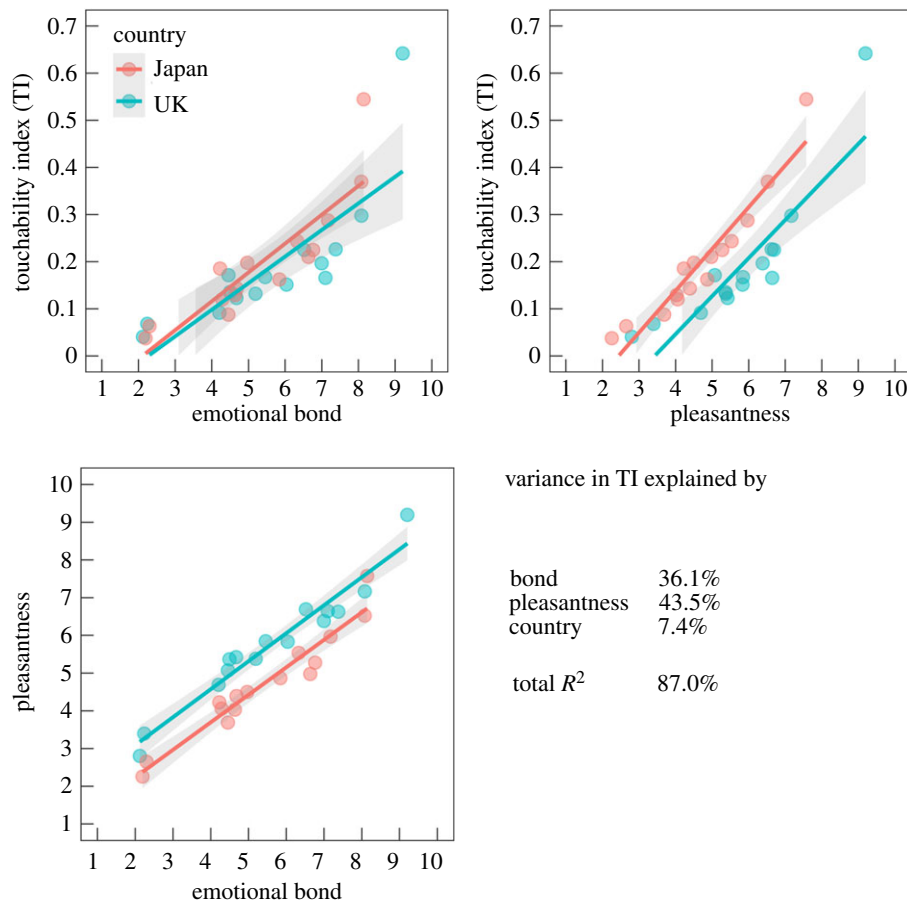 country
Japan
UK
touchability index (TI)
0.7
0.6
0.5
0.4
0.3
0.2
0.1
0
1 2 3 4 5 6 7 8 9 10
emotional bond
touchability index (TI)
0.7
0.6
0.5
0.4
0.3
0.2
0.1
0
1 2 3 4 5 6 7 8 9 10
pleasantness
pleasantness
10
9
8
7
6
5
4
3
2
1
1 2 3 4 5 6 7 8 9 10
emotional bond
variance in TI explained by
bond 36.1%
pleasantness 43.5%
country 7.4%
total R² 87.0%